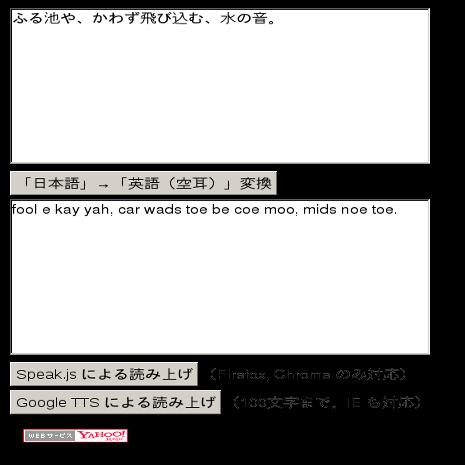 ふる池や、かわず飛び込む、水の音。
「日本語」→「英語（空耳）」変換
fool e kay yah, car wads toe be coe moo, mids noe toe.
Speak.js による読み上げ （Firefox, Chrome のみ対応）
Google TTS による読み上げ （100文字まで。IE も対応）
WEBサービス YAHOO! JAPAN